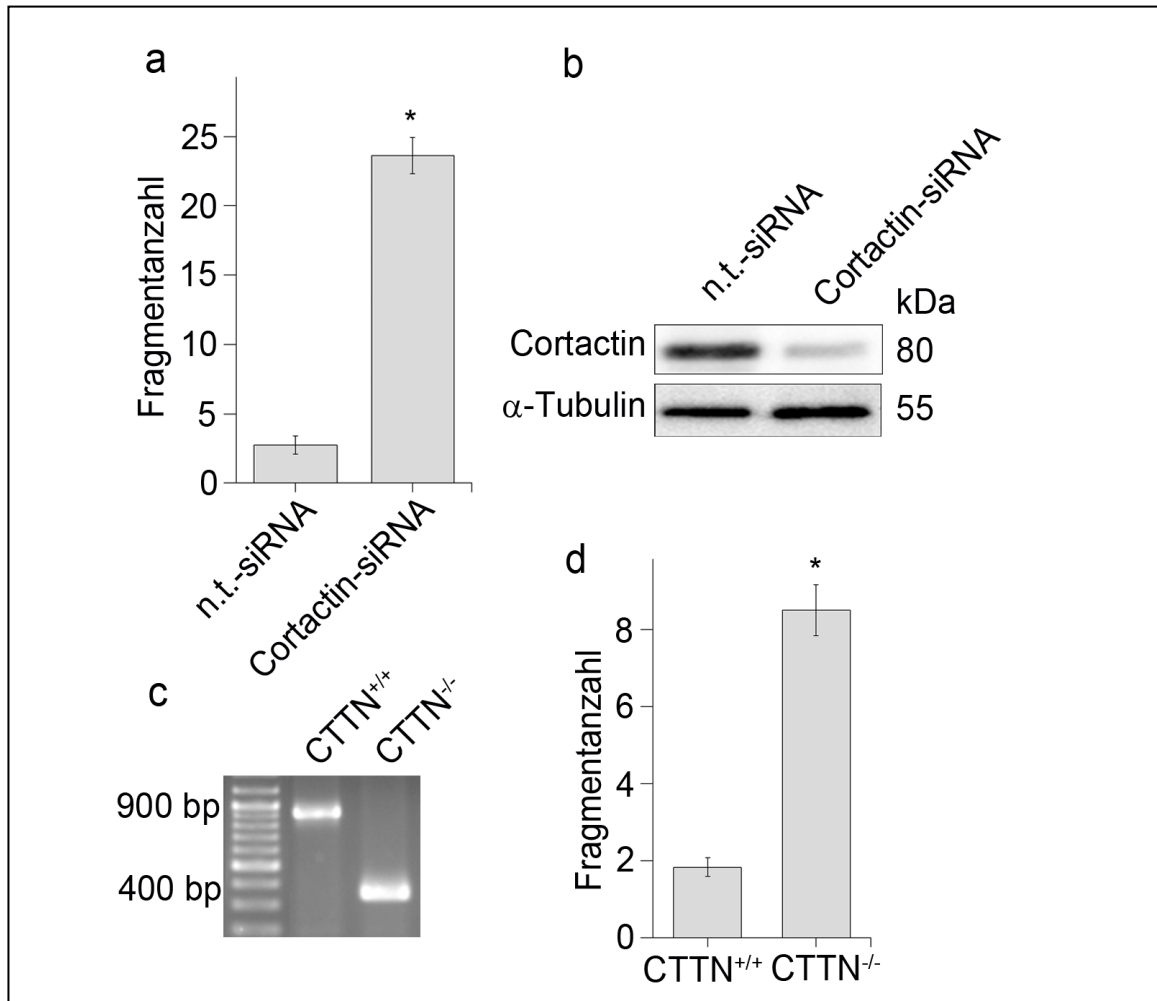 a
Fragmentanzahl
25
20
15
10
5
0
*
n.t.-siRNA
Cortactin-siRNA
b
n.t.-siRNA
Cortactin-siRNA
kDa
Cortactin
80
α-Tubulin
55
c
CTTN+/+
CTTN-/-
900 bp
400 bp
d
Fragmentanzahl
8
6
4
2
0
*
CTTN+/+
CTTN-/-